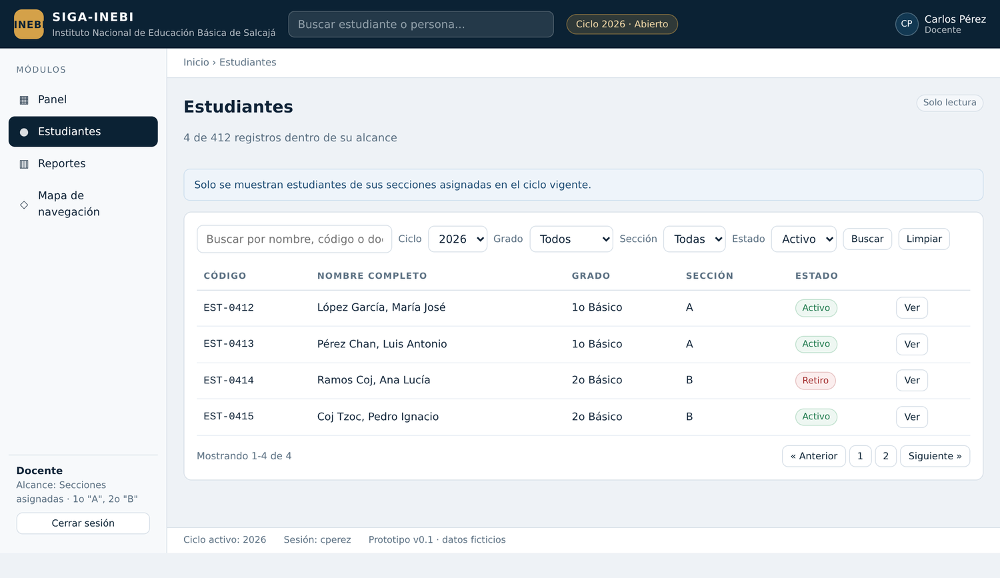 INEBI
SIGA-INEBI
Instituto Nacional de Educación Básica de Salcajá
Buscar estudiante o persona...
Ciclo 2026 · Abierto
CP
Carlos Pérez
Docente
MÓDULOS
Panel
Estudiantes
Reportes
Mapa de
navegación
Docente
Alcance: Secciones
asignadas · 1o "A", 2o "B"
Cerrar sesión
Inicio › Estudiantes
Estudiantes
Solo lectura
4 de 412 registros dentro de su alcance
Solo se muestran estudiantes de sus secciones asignadas en el ciclo vigente.
Buscar por nombre, código o do Ciclo 2026 Grado Todos Sección Todas Estado Activo Buscar Limpiar
CÓDIGO NOMBRE COMPLETO GRADO SECCIÓN ESTADO
EST-0412 López García, María José 1o Básico A Activo Ver
EST-0413 Pérez Chan, Luis Antonio 1o Básico A Activo Ver
EST-0414 Ramos Coj, Ana Lucía 2o Básico B Retiro Ver
EST-0415 Coj Tzoc, Pedro Ignacio 2o Básico B Activo Ver
Mostrando 1-4 de 4 « Anterior 1 2 Siguiente »
Ciclo activo: 2026 Sesión: cperez Prototipo v0.1 · datos ficticios